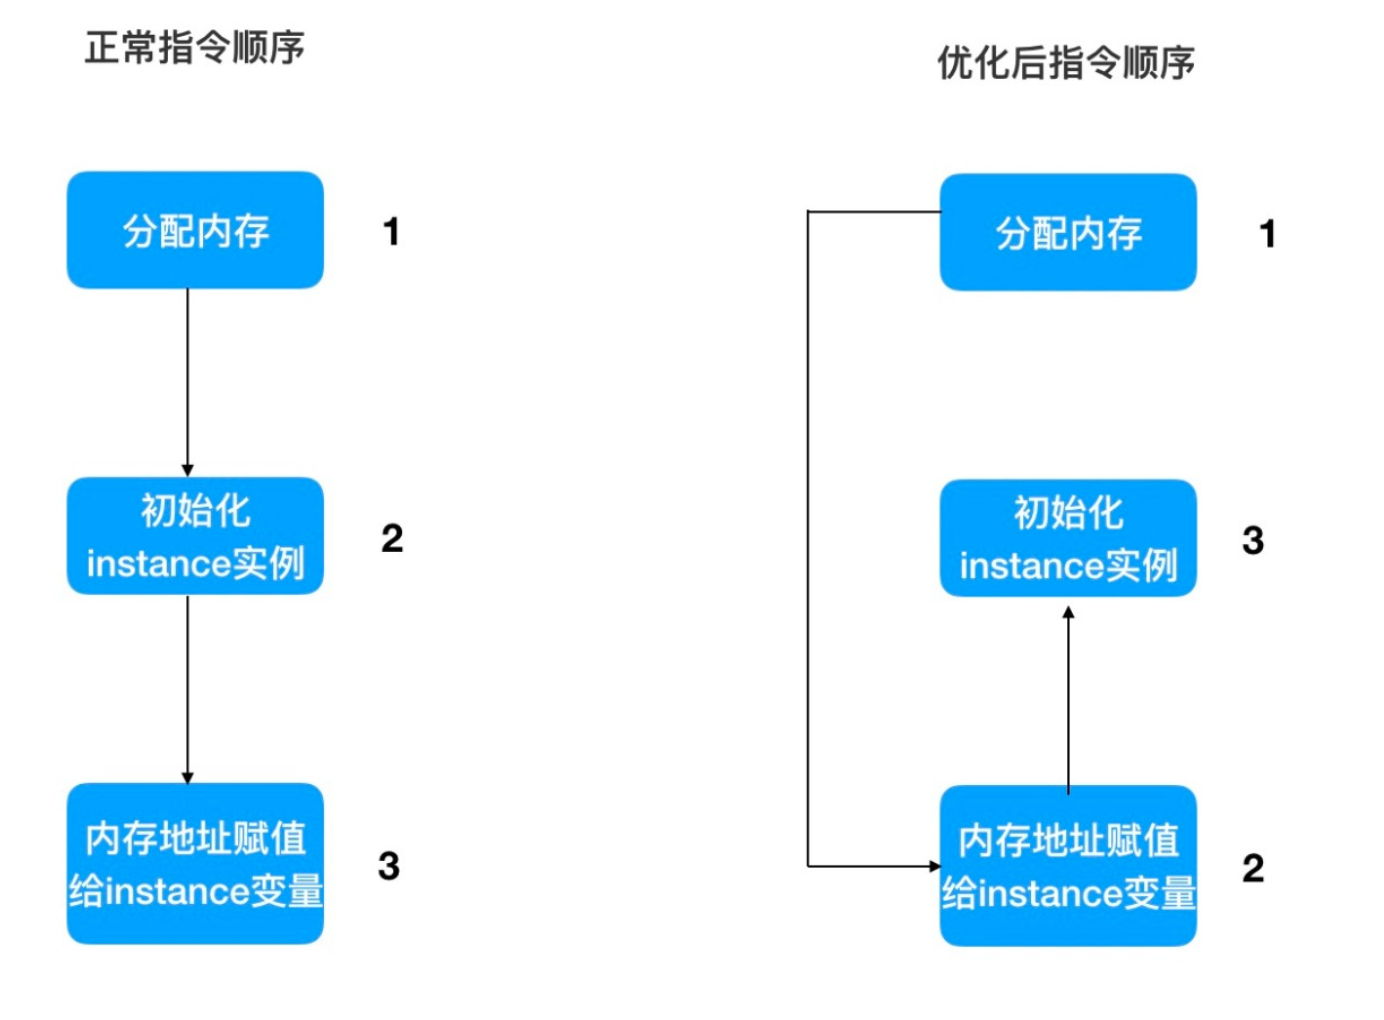 正常指令顺序
优化后指令顺序
分配内存
1
分配内存
1
初始化
instance实例
2
初始化
instance实例
3
内存地址赋值
给instance变量
3
内存地址赋值
给instance变量
2